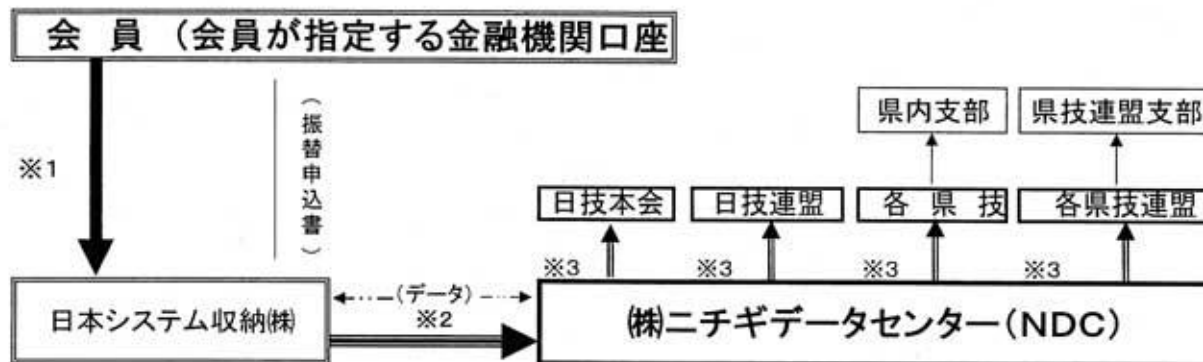 会 員 (会員が指定する金融機関口座
※1
(振替申込書)
県内支部 県技連盟支部
日技本会 日技連盟 各 県 技 各県技連盟
※3 ※3 ※3 ※3
日本システム収納㈱
(データ)
※2
㈱ニチギデータセンター(NDC)